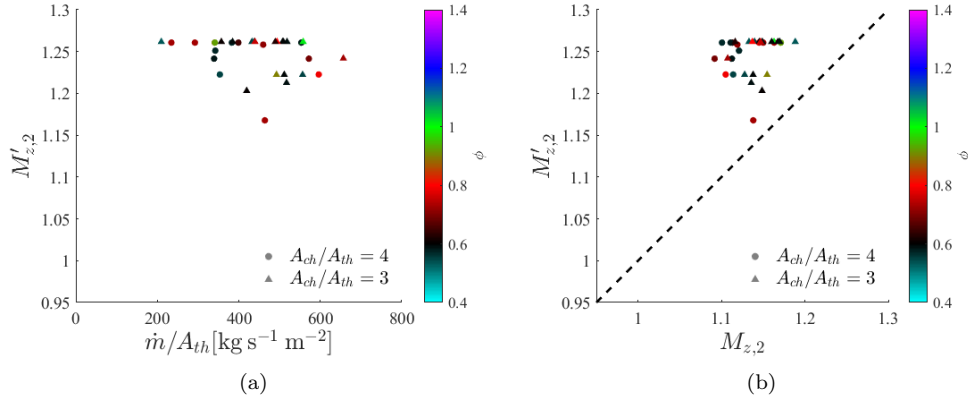 1.3
1.25
1.2
1.15
1.1
1.05
1
0.95
M′z,2
0 200 400 600 800
ṁ/Ath[kg s−1 m−2]
Ach/Ath = 4
Ach/Ath = 3
1.4
1.2
1
0.8
0.6
0.4
ϕ
(a)
1.3
1.25
1.2
1.15
1.1
1.05
1
0.95
M′z,2
1 1.1 1.2 1.3
Mz,2
Ach/Ath = 4
Ach/Ath = 3
1.4
1.2
1
0.8
0.6
0.4
ϕ
(b)